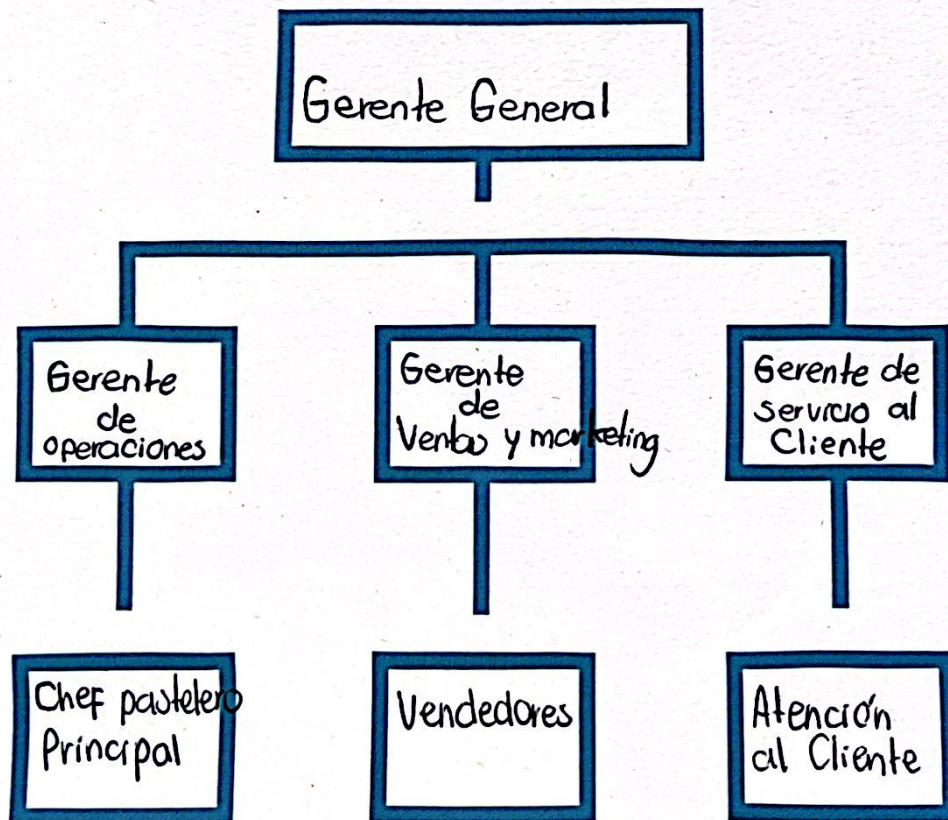 Gerente General
Gerente
de
operaciones
Gerente
de
Ventas y marketing
Gerente de
servicio al
Cliente
Chef pastelero
Principal
Vendedores
Atención
al Cliente